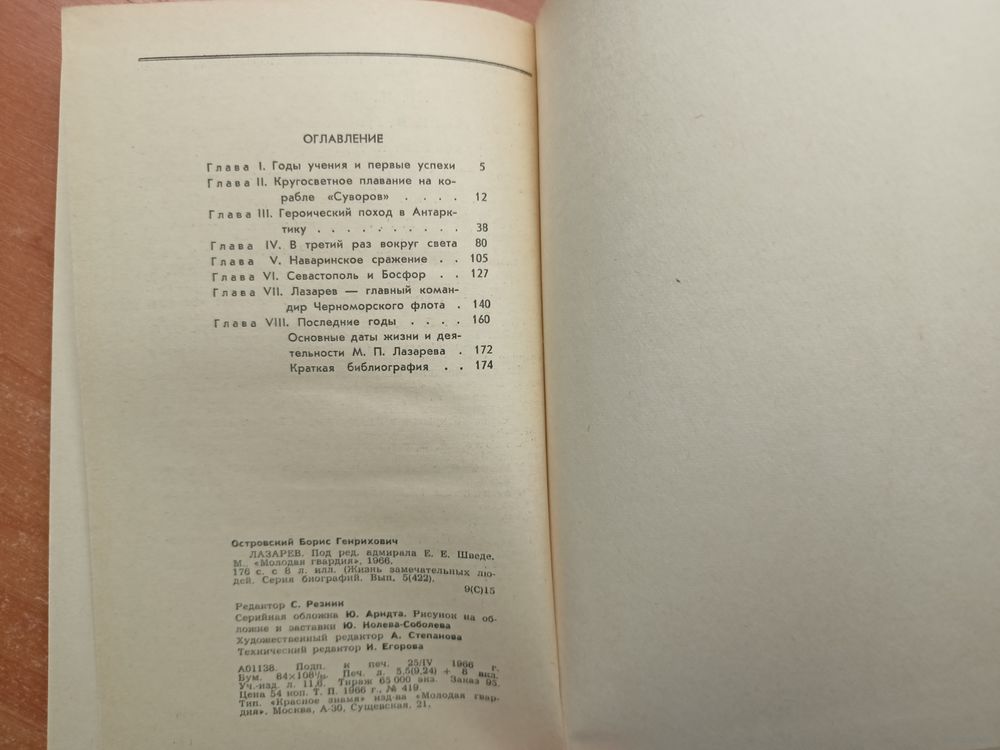 ОГЛАВЛЕНИЕ
Глава I. Годы учения и первые успехи 5
Глава II. Кругосветное плавание на ко-
рабле «Суворов» . . . . 12
Глава III. Героический поход в Антарк-
тику . . . . . . . . . . 38
Глава IV. В третий раз вокруг света 80
Глава V. Наваринское сражение . . 105
Глава VI. Севастополь и Босфор . . 127
Глава VII. Лазарев — главный коман-
дир Черноморского флота . 140
Глава VIII. Последние годы . . . . 160
Основные даты жизни и дея-
тельности М. П. Лазарева . 172
Краткая библиография . . 174
Островский Борис Генрихович
ЛАЗАРЕВ. Под ред. адмирала Е. Е. Шведе.
М., «Молодая гвардия», 1966.
176 с. с 8 л. илл. (Жизнь замечательных лю-
дей. Серия биографий. Вып. 5(422).
9(С)15
Редактор С. Резник
Серийная обложка Ю. Арндта. Рисунок на об-
ложке и заставки Ю. Нолева-Соболева
Художественный редактор А. Степанова
Технический редактор И. Егорова
А01138. Подп. к печ. 25/IV 1966 г.
Бум. 84×108¹/₃₂. Печ. л. 5,5(9,24) + 8 вкл.
Уч.-изд. л. 11,6. Тираж 65 000 экз. Заказ 95.
Цена 54 коп. Т. П. 1966 г., № 419.
Тип. «Красное знамя» изд-ва «Молодая гвар-
дия». Москва, А-30, Сущевская, 21.